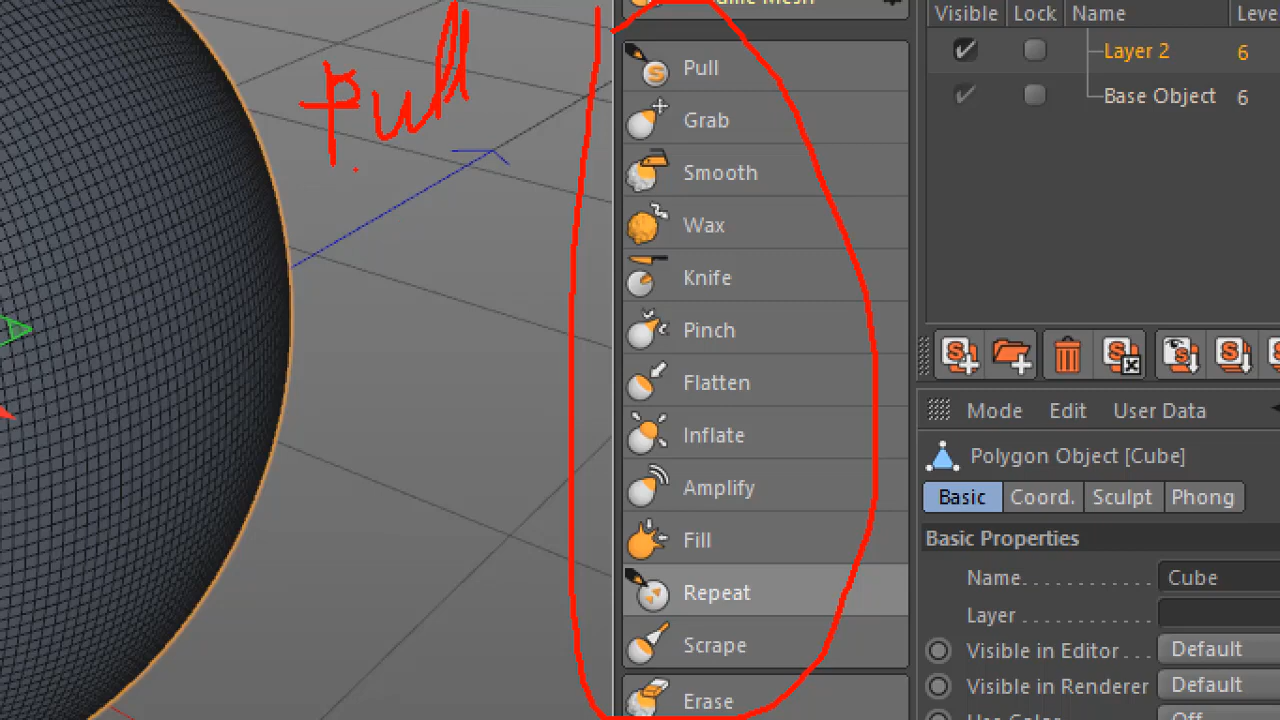 Pull
Pull
Grab
Smooth
Wax
Knife
Pinch
Flatten
Inflate
Amplify
Fill
Repeat
Scrape
Erase
Visible Lock Name
Layer 2 6
Base Object 6
Mode Edit User Data
Polygon Object [Cube]
Basic Coord. Sculpt Phong
Basic Properties
Name. . . . . . . . . . . Cube
Layer . . . . . . . . . . .
Visible in Editor . . . Default
Visible in Renderer Default